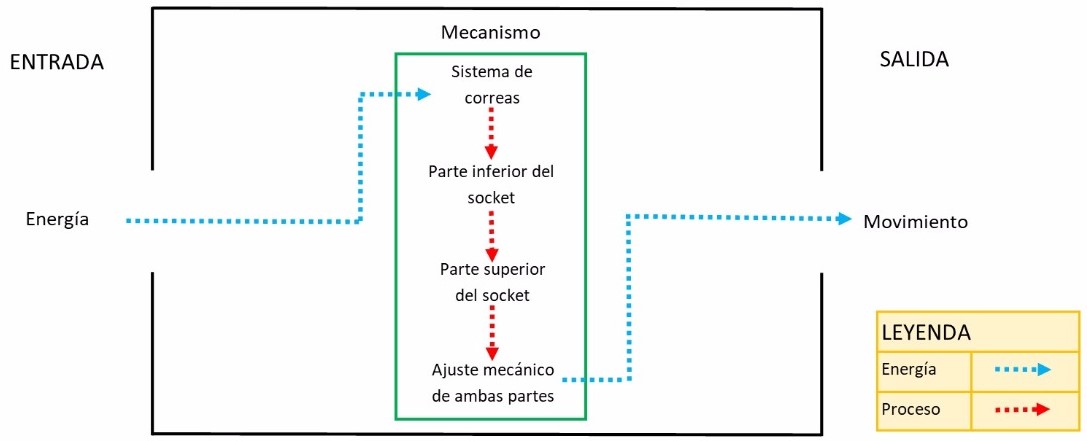 ENTRADA
Mecanismo
SALIDA
Sistema de
correas
Parte inferior del
socket
Energía
Movimiento
Parte superior
del socket
Ajuste mecánico
de ambas partes
LEYENDA
Energía
Proceso